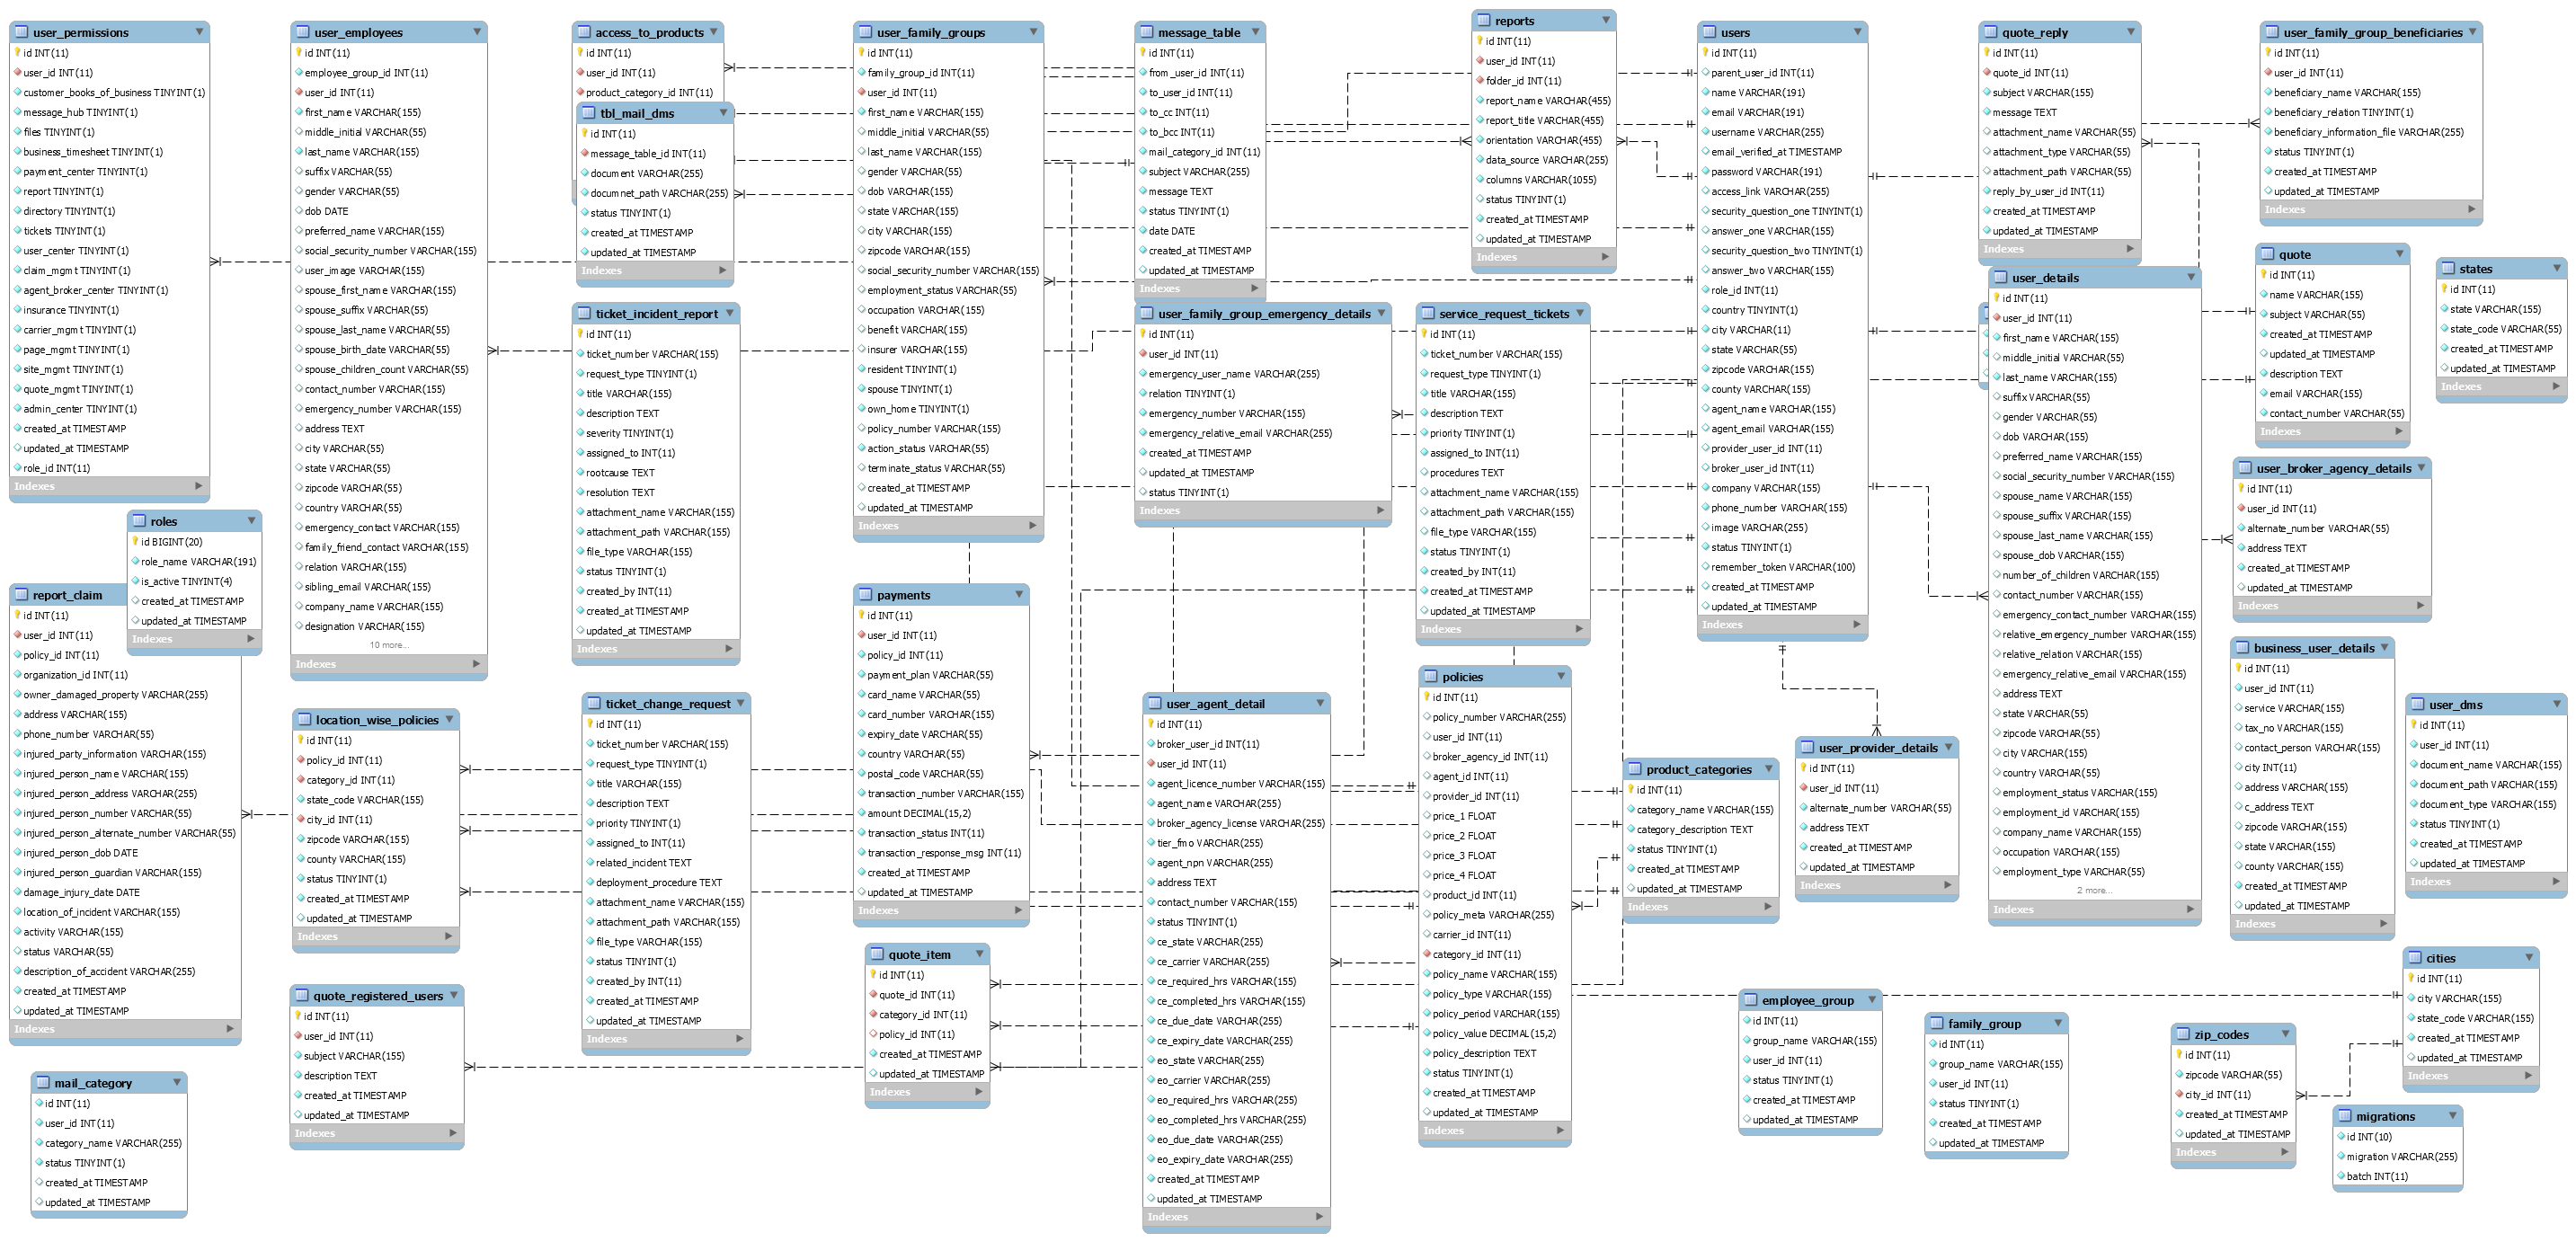 user_permissions
id INT(11)
user_id INT(11)
customer_books_of_business TINYINT(1)
message_hub TINYINT(1)
files TINYINT(1)
business_timesheet TINYINT(1)
payment_center TINYINT(1)
report TINYINT(1)
directory TINYINT(1)
tickets TINYINT(1)
user_center TINYINT(1)
claim_mgmt TINYINT(1)
agent_broker_center TINYINT(1)
insurance TINYINT(1)
carrier_mgmt TINYINT(1)
page_mgmt TINYINT(1)
site_mgmt TINYINT(1)
quote_mgmt TINYINT(1)
admin_center TINYINT(1)
created_at TIMESTAMP
updated_at TIMESTAMP
role_id INT(11)
Indexes
roles
id BIGINT(20)
role_name VARCHAR(191)
is_active TINYINT(4)
created_at TIMESTAMP
updated_at TIMESTAMP
Indexes
report_claim
id INT(11)
user_id INT(11)
policy_id INT(11)
organization_id INT(11)
owner_damaged_property VARCHAR(255)
address VARCHAR(155)
phone_number VARCHAR(55)
injured_party_information VARCHAR(155)
injured_person_name VARCHAR(155)
injured_person_address VARCHAR(255)
injured_person_number VARCHAR(55)
injured_person_alternate_number VARCHAR(55)
injured_person_dob DATE
injured_person_guardian VARCHAR(155)
damage_injury_date DATE
location_of_incident VARCHAR(155)
activity VARCHAR(155)
status VARCHAR(55)
description_of_accident VARCHAR(255)
created_at TIMESTAMP
updated_at TIMESTAMP
Indexes
mail_category
id INT(11)
user_id INT(11)
category_name VARCHAR(255)
status TINYINT(1)
created_at TIMESTAMP
updated_at TIMESTAMP
user_employees
id INT(11)
employee_group_id INT(11)
user_id INT(11)
first_name VARCHAR(155)
middle_initial VARCHAR(55)
last_name VARCHAR(155)
suffix VARCHAR(55)
gender VARCHAR(55)
dob DATE
preferred_name VARCHAR(155)
social_security_number VARCHAR(155)
user_image VARCHAR(155)
spouse_first_name VARCHAR(155)
spouse_suffix VARCHAR(55)
spouse_last_name VARCHAR(55)
spouse_birth_date VARCHAR(55)
spouse_children_count VARCHAR(55)
contact_number VARCHAR(155)
emergency_number VARCHAR(155)
address TEXT
city VARCHAR(55)
state VARCHAR(55)
zipcode VARCHAR(55)
country VARCHAR(55)
emergency_contact VARCHAR(155)
family_friend_contact VARCHAR(155)
relation VARCHAR(155)
sibling_email VARCHAR(155)
company_name VARCHAR(155)
designation VARCHAR(155)
10 more...
Indexes
location_wise_policies
id INT(11)
policy_id INT(11)
category_id INT(11)
state_code VARCHAR(155)
city_id INT(11)
zipcode VARCHAR(155)
county VARCHAR(155)
status TINYINT(1)
created_at TIMESTAMP
updated_at TIMESTAMP
Indexes
quote_registered_users
id INT(11)
user_id INT(11)
subject VARCHAR(155)
description TEXT
created_at TIMESTAMP
updated_at TIMESTAMP
Indexes
access_to_products
id INT(11)
user_id INT(11)
product_category_id INT(11)
tbl_mail_dms
id INT(11)
message_table_id INT(11)
document VARCHAR(255)
documnet_path VARCHAR(255)
status TINYINT(1)
created_at TIMESTAMP
updated_at TIMESTAMP
Indexes
ticket_incident_report
id INT(11)
ticket_number VARCHAR(155)
request_type TINYINT(1)
title VARCHAR(155)
description TEXT
severity TINYINT(1)
assigned_to INT(11)
rootcause TEXT
resolution TEXT
attachment_name VARCHAR(155)
attachment_path VARCHAR(155)
file_type VARCHAR(155)
status TINYINT(1)
created_by INT(11)
created_at TIMESTAMP
updated_at TIMESTAMP
Indexes
ticket_change_request
id INT(11)
ticket_number VARCHAR(155)
request_type TINYINT(1)
title VARCHAR(155)
description TEXT
priority TINYINT(1)
assigned_to INT(11)
related_incident TEXT
deployment_procedure TEXT
attachment_name VARCHAR(155)
attachment_path VARCHAR(155)
file_type VARCHAR(155)
status TINYINT(1)
created_by INT(11)
created_at TIMESTAMP
updated_at TIMESTAMP
Indexes
user_family_groups
id INT(11)
family_group_id INT(11)
user_id INT(11)
first_name VARCHAR(155)
middle_initial VARCHAR(55)
last_name VARCHAR(155)
gender VARCHAR(55)
dob VARCHAR(155)
state VARCHAR(155)
city VARCHAR(155)
zipcode VARCHAR(155)
social_security_number VARCHAR(155)
employment_status VARCHAR(55)
occupation VARCHAR(155)
benefit VARCHAR(155)
insurer VARCHAR(155)
resident TINYINT(1)
spouse TINYINT(1)
own_home TINYINT(1)
policy_number VARCHAR(155)
action_status VARCHAR(55)
terminate_status VARCHAR(55)
created_at TIMESTAMP
updated_at TIMESTAMP
Indexes
payments
id INT(11)
user_id INT(11)
policy_id INT(11)
payment_plan VARCHAR(55)
card_name VARCHAR(55)
card_number VARCHAR(155)
expiry_date VARCHAR(55)
country VARCHAR(55)
postal_code VARCHAR(55)
transaction_number VARCHAR(155)
amount DECIMAL(15,2)
transaction_status INT(11)
transaction_response_msg INT(11)
created_at TIMESTAMP
updated_at TIMESTAMP
Indexes
quote_item
id INT(11)
quote_id INT(11)
category_id INT(11)
policy_id INT(11)
created_at TIMESTAMP
updated_at TIMESTAMP
Indexes
message_table
id INT(11)
from_user_id INT(11)
to_user_id INT(11)
to_cc INT(11)
to_bcc INT(11)
mail_category_id INT(11)
subject VARCHAR(255)
message TEXT
status TINYINT(1)
date DATE
created_at TIMESTAMP
updated_at TIMESTAMP
Indexes
user_family_group_emergency_details
id INT(11)
user_id INT(11)
emergency_user_name VARCHAR(255)
relation TINYINT(1)
emergency_number VARCHAR(155)
emergency_relative_email VARCHAR(255)
created_at TIMESTAMP
updated_at TIMESTAMP
status TINYINT(1)
Indexes
user_agent_detail
id INT(11)
broker_user_id INT(11)
user_id INT(11)
agent_licence_number VARCHAR(155)
agent_name VARCHAR(255)
broker_agency_license VARCHAR(255)
tier_fmo VARCHAR(255)
agent_npn VARCHAR(255)
address TEXT
contact_number VARCHAR(155)
status TINYINT(1)
ce_state VARCHAR(255)
ce_carrier VARCHAR(255)
ce_required_hrs VARCHAR(155)
ce_completed_hrs VARCHAR(155)
ce_due_date VARCHAR(255)
ce_expiry_date VARCHAR(255)
eo_state VARCHAR(255)
eo_carrier VARCHAR(255)
eo_required_hrs VARCHAR(255)
eo_completed_hrs VARCHAR(255)
eo_due_date VARCHAR(255)
eo_expiry_date VARCHAR(255)
created_at TIMESTAMP
updated_at TIMESTAMP
Indexes
reports
id INT(11)
user_id INT(11)
folder_id INT(11)
report_name VARCHAR(455)
report_title VARCHAR(455)
orientation VARCHAR(455)
data_source VARCHAR(255)
columns VARCHAR(1055)
status TINYINT(1)
created_at TIMESTAMP
updated_at TIMESTAMP
Indexes
service_request_tickets
id INT(11)
ticket_number VARCHAR(155)
request_type TINYINT(1)
title VARCHAR(155)
description TEXT
priority TINYINT(1)
assigned_to INT(11)
procedures TEXT
attachment_name VARCHAR(155)
attachment_path VARCHAR(155)
file_type VARCHAR(155)
status TINYINT(1)
created_by INT(11)
created_at TIMESTAMP
updated_at TIMESTAMP
Indexes
policies
id INT(11)
policy_number VARCHAR(255)
user_id INT(11)
broker_agency_id INT(11)
agent_id INT(11)
provider_id INT(11)
price_1 FLOAT
price_2 FLOAT
price_3 FLOAT
price_4 FLOAT
product_id INT(11)
policy_meta VARCHAR(255)
carrier_id INT(11)
category_id INT(11)
policy_name VARCHAR(155)
policy_type VARCHAR(155)
policy_period VARCHAR(155)
policy_value DECIMAL(15,2)
policy_description TEXT
status TINYINT(1)
created_at TIMESTAMP
updated_at TIMESTAMP
Indexes
users
id INT(11)
parent_user_id INT(11)
name VARCHAR(191)
email VARCHAR(191)
username VARCHAR(255)
email_verified_at TIMESTAMP
password VARCHAR(191)
access_link VARCHAR(255)
security_question_one TINYINT(1)
answer_one VARCHAR(155)
security_question_two TINYINT(1)
answer_two VARCHAR(155)
role_id INT(11)
country TINYINT(1)
city VARCHAR(11)
state VARCHAR(55)
zipcode VARCHAR(155)
county VARCHAR(155)
agent_name VARCHAR(155)
agent_email VARCHAR(155)
provider_user_id INT(11)
broker_user_id INT(11)
company VARCHAR(155)
phone_number VARCHAR(155)
image VARCHAR(255)
status TINYINT(1)
remember_token VARCHAR(100)
created_at TIMESTAMP
updated_at TIMESTAMP
Indexes
product_categories
id INT(11)
category_name VARCHAR(155)
category_description TEXT
status TINYINT(1)
created_at TIMESTAMP
updated_at TIMESTAMP
Indexes
user_provider_details
id INT(11)
user_id INT(11)
alternate_number VARCHAR(55)
address TEXT
created_at TIMESTAMP
updated_at TIMESTAMP
Indexes
employee_group
id INT(11)
group_name VARCHAR(155)
user_id INT(11)
status TINYINT(1)
created_at TIMESTAMP
updated_at TIMESTAMP
family_group
id INT(11)
group_name VARCHAR(155)
user_id INT(11)
status TINYINT(1)
created_at TIMESTAMP
updated_at TIMESTAMP
quote_reply
id INT(11)
quote_id INT(11)
subject VARCHAR(155)
message TEXT
attachment_name VARCHAR(55)
attachment_type VARCHAR(55)
attachment_path VARCHAR(55)
reply_by_user_id INT(11)
created_at TIMESTAMP
updated_at TIMESTAMP
Indexes
user_details
id INT(11)
user_id INT(11)
first_name VARCHAR(155)
middle_initial VARCHAR(55)
last_name VARCHAR(155)
suffix VARCHAR(55)
gender VARCHAR(55)
dob VARCHAR(155)
preferred_name VARCHAR(155)
social_security_number VARCHAR(155)
spouse_name VARCHAR(155)
spouse_suffix VARCHAR(155)
spouse_last_name VARCHAR(155)
spouse_dob VARCHAR(155)
number_of_children VARCHAR(155)
contact_number VARCHAR(155)
emergency_contact_number VARCHAR(155)
relative_emergency_number VARCHAR(155)
relative_relation VARCHAR(155)
emergency_relative_email VARCHAR(155)
address TEXT
state VARCHAR(55)
zipcode VARCHAR(55)
city VARCHAR(155)
country VARCHAR(55)
employment_status VARCHAR(155)
employment_id VARCHAR(155)
company_name VARCHAR(155)
occupation VARCHAR(155)
employment_type VARCHAR(55)
2 more...
Indexes
user_family_group_beneficiaries
id INT(11)
user_id INT(11)
beneficiary_name VARCHAR(155)
beneficiary_relation TINYINT(1)
beneficiary_information_file VARCHAR(255)
status TINYINT(1)
created_at TIMESTAMP
updated_at TIMESTAMP
Indexes
quote
id INT(11)
name VARCHAR(155)
subject VARCHAR(55)
created_at TIMESTAMP
updated_at TIMESTAMP
description TEXT
email VARCHAR(155)
contact_number VARCHAR(55)
Indexes
states
id INT(11)
state VARCHAR(155)
state_code VARCHAR(55)
created_at TIMESTAMP
updated_at TIMESTAMP
user_broker_agency_details
id INT(11)
user_id INT(11)
alternate_number VARCHAR(55)
address TEXT
created_at TIMESTAMP
updated_at TIMESTAMP
Indexes
business_user_details
id INT(11)
user_id INT(11)
service VARCHAR(155)
tax_no VARCHAR(155)
contact_person VARCHAR(155)
city INT(11)
address VARCHAR(155)
c_address TEXT
zipcode VARCHAR(155)
state VARCHAR(155)
county VARCHAR(155)
created_at TIMESTAMP
updated_at TIMESTAMP
Indexes
user_dms
id INT(11)
user_id INT(11)
document_name VARCHAR(155)
document_path VARCHAR(155)
document_type VARCHAR(155)
status TINYINT(1)
created_at TIMESTAMP
updated_at TIMESTAMP
cities
id INT(11)
city VARCHAR(155)
state_code VARCHAR(155)
created_at TIMESTAMP
updated_at TIMESTAMP
Indexes
zip_codes
id INT(11)
zipcode VARCHAR(55)
city_id INT(11)
created_at TIMESTAMP
updated_at TIMESTAMP
Indexes
migrations
id INT(10)
migration VARCHAR(255)
batch INT(11)